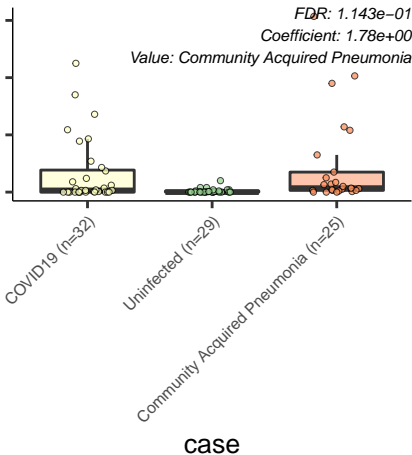 FDR: 1.143e−01
Coefficient: 1.78e+00
Value: Community Acquired Pneumonia
COVID19 (n=32)
Uninfected (n=29)
Community Acquired Pneumonia (n=25)
case